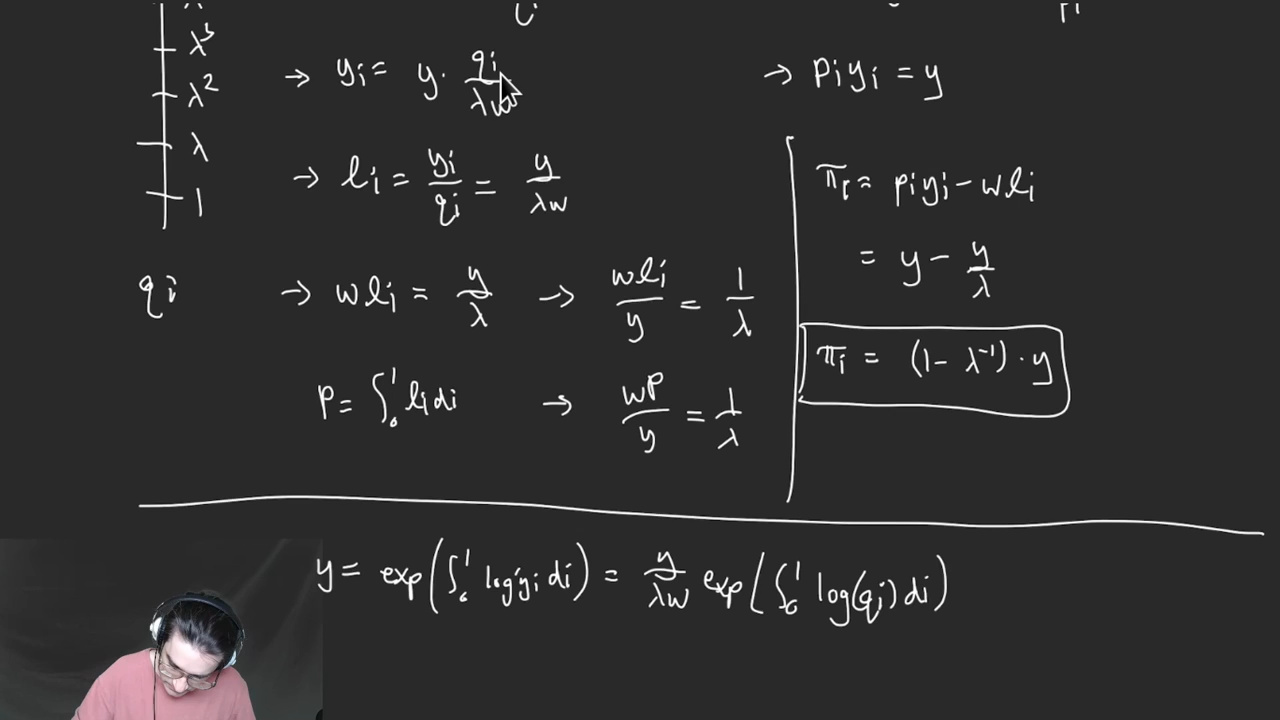 λ³
λ²
λ
1
qi
→ yi = y · qi/λw
→ li = yi/qi = y/λw
→ wli = y/λ → wli/y = 1/λ
P = ∫₀¹ li di → wP/y = 1/λ
→ piyi = y
πi = piyi - wli
= y - y/λ
πi = (1 - λ⁻¹) · y
y = exp(∫₀¹ log yi di) = y/λw exp(∫₀¹ log(qi) di)